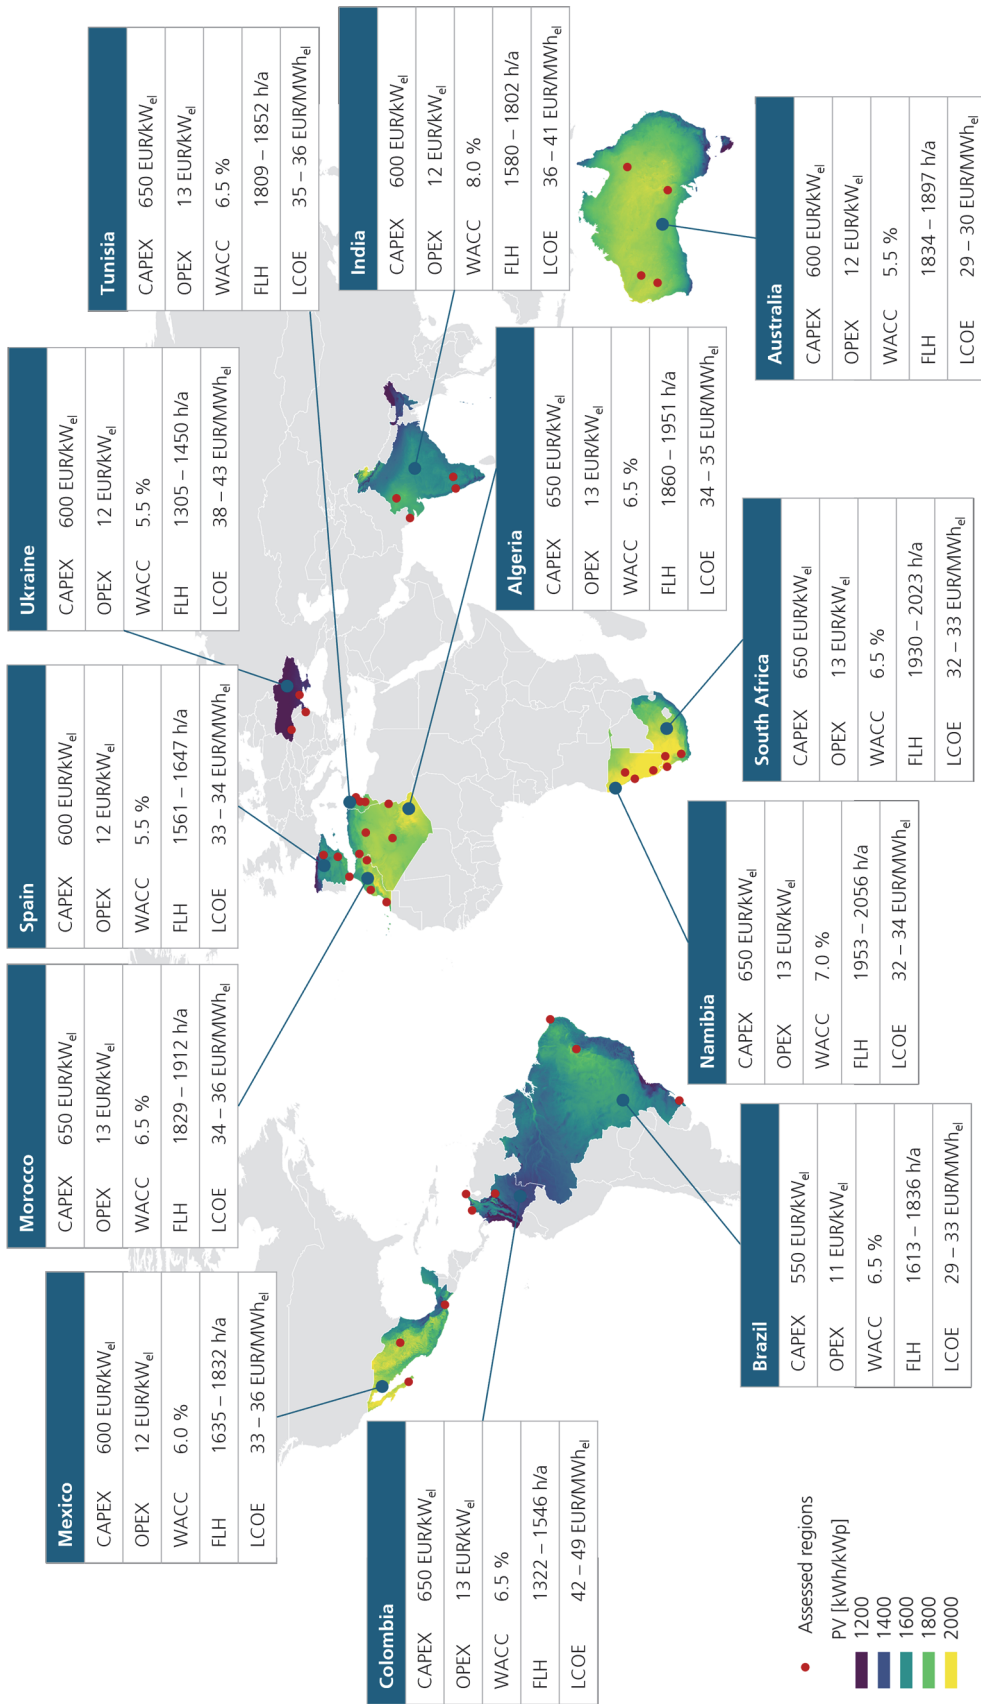 Mexico
CAPEX 600 EUR/kWel
OPEX 12 EUR/kWel
WACC 6.0 %
FLH 1635 – 1832 h/a
LCOE 33 – 36 EUR/MWhel
Morocco
CAPEX 650 EUR/kWel
OPEX 13 EUR/kWel
WACC 6.5 %
FLH 1829 – 1912 h/a
LCOE 34 – 36 EUR/MWhel
Spain
CAPEX 600 EUR/kWel
OPEX 12 EUR/kWel
WACC 5.5 %
FLH 1561 – 1647 h/a
LCOE 33 – 34 EUR/MWhel
Ukraine
CAPEX 600 EUR/kWel
OPEX 12 EUR/kWel
WACC 5.5 %
FLH 1305 – 1450 h/a
LCOE 38 – 43 EUR/MWhel
Tunisia
CAPEX 650 EUR/kWel
OPEX 13 EUR/kWel
WACC 6.5 %
FLH 1809 – 1852 h/a
LCOE 35 – 36 EUR/MWhel
India
CAPEX 600 EUR/kWel
OPEX 12 EUR/kWel
WACC 8.0 %
FLH 1580 – 1802 h/a
LCOE 36 – 41 EUR/MWhel
Colombia
CAPEX 650 EUR/kWel
OPEX 13 EUR/kWel
WACC 6.5 %
FLH 1322 – 1546 h/a
LCOE 42 – 49 EUR/MWhel
Algeria
CAPEX 650 EUR/kWel
OPEX 13 EUR/kWel
WACC 6.5 %
FLH 1860 – 1951 h/a
LCOE 34 – 35 EUR/MWhel
Brazil
CAPEX 550 EUR/kWel
OPEX 11 EUR/kWel
WACC 6.5 %
FLH 1613 – 1836 h/a
LCOE 29 – 33 EUR/MWhel
Namibia
CAPEX 650 EUR/kWel
OPEX 13 EUR/kWel
WACC 7.0 %
FLH 1953 – 2056 h/a
LCOE 32 – 34 EUR/MWhel
South Africa
CAPEX 650 EUR/kWel
OPEX 13 EUR/kWel
WACC 6.5 %
FLH 1930 – 2023 h/a
LCOE 32 – 33 EUR/MWhel
Australia
CAPEX 600 EUR/kWel
OPEX 12 EUR/kWel
WACC 5.5 %
FLH 1834 – 1897 h/a
LCOE 29 – 30 EUR/MWhel
Assessed regions
PV [kWh/kWp]
1200
1400
1600
1800
2000